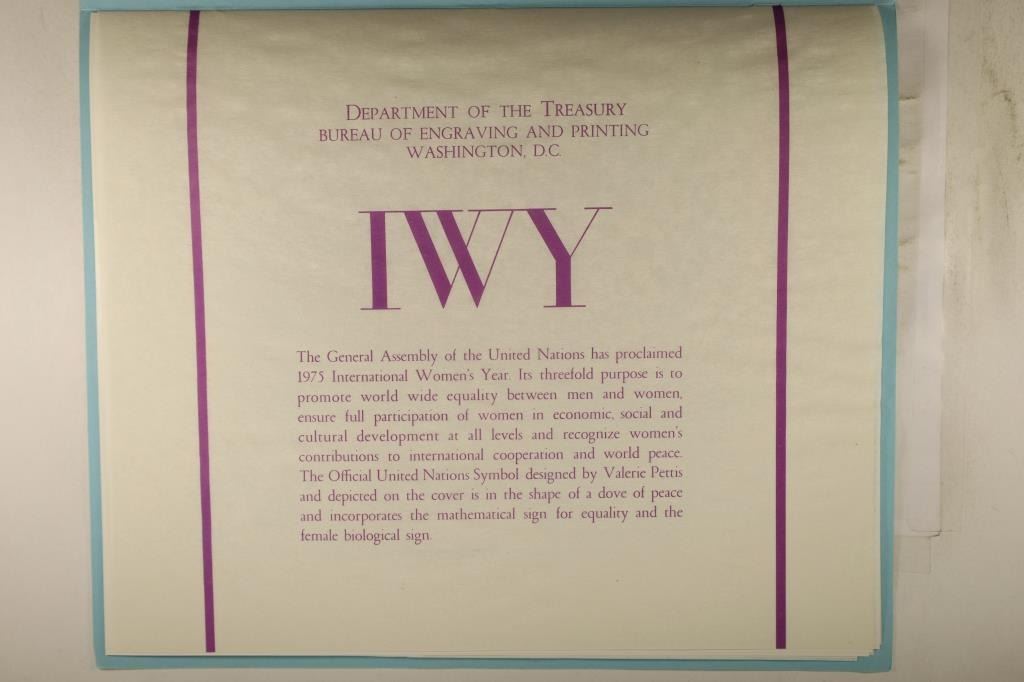 DEPARTMENT OF THE TREASURY
BUREAU OF ENGRAVING AND PRINTING
WASHINGTON, D.C.
IWY
The General Assembly of the United Nations has proclaimed
1975 International Women's Year. Its threefold purpose is to
promote world wide equality between men and women,
ensure full participation of women in economic, social and
cultural development at all levels and recognize women's
contributions to international cooperation and world peace.
The Official United Nations Symbol designed by Valerie Pettis
and depicted on the cover is in the shape of a dove of peace
and incorporates the mathematical sign for equality and the
female biological sign.